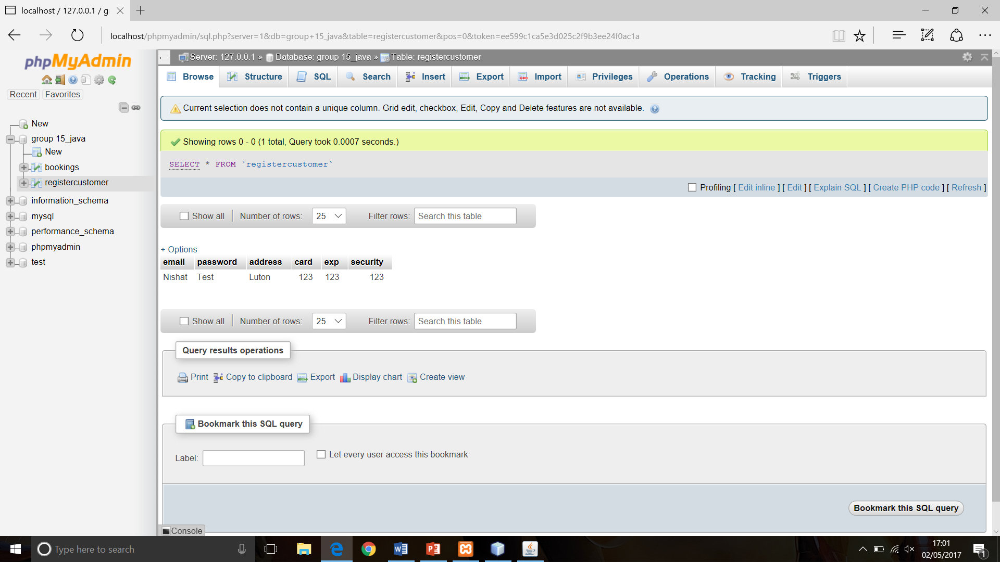 localhost / 127.0.0.1 / g
localhost/phpmyadmin/sql.php?server=1&db=group+15_java&table=registercustomer&pos=0&token=ee599c1ca5e3d025c2f9b3ee24f0ac1a
phpMyAdmin
Recent Favorites
New
group 15_java
New
bookings
registercustomer
information_schema
mysql
performance_schema
phpmyadmin
test
Server: 127.0.0.1 » Database: group 15_java » Table: registercustomer
Browse Structure SQL Search Insert Export Import Privileges Operations Tracking Triggers
Current selection does not contain a unique column. Grid edit, checkbox, Edit, Copy and Delete features are not available.
Showing rows 0 - 0 (1 total, Query took 0.0007 seconds.)
SELECT * FROM `registercustomer`
Profiling [ Edit inline ] [ Edit ] [ Explain SQL ] [ Create PHP code ] [ Refresh ]
Show all Number of rows: 25 Filter rows: Search this table
+ Options
email password address card exp security
Nishat Test Luton 123 123 123
Show all Number of rows: 25 Filter rows: Search this table
Query results operations
Print Copy to clipboard Export Display chart Create view
Bookmark this SQL query
Label: Let every user access this bookmark
Bookmark this SQL query
Console
Type here to search
17:01
02/05/2017
1